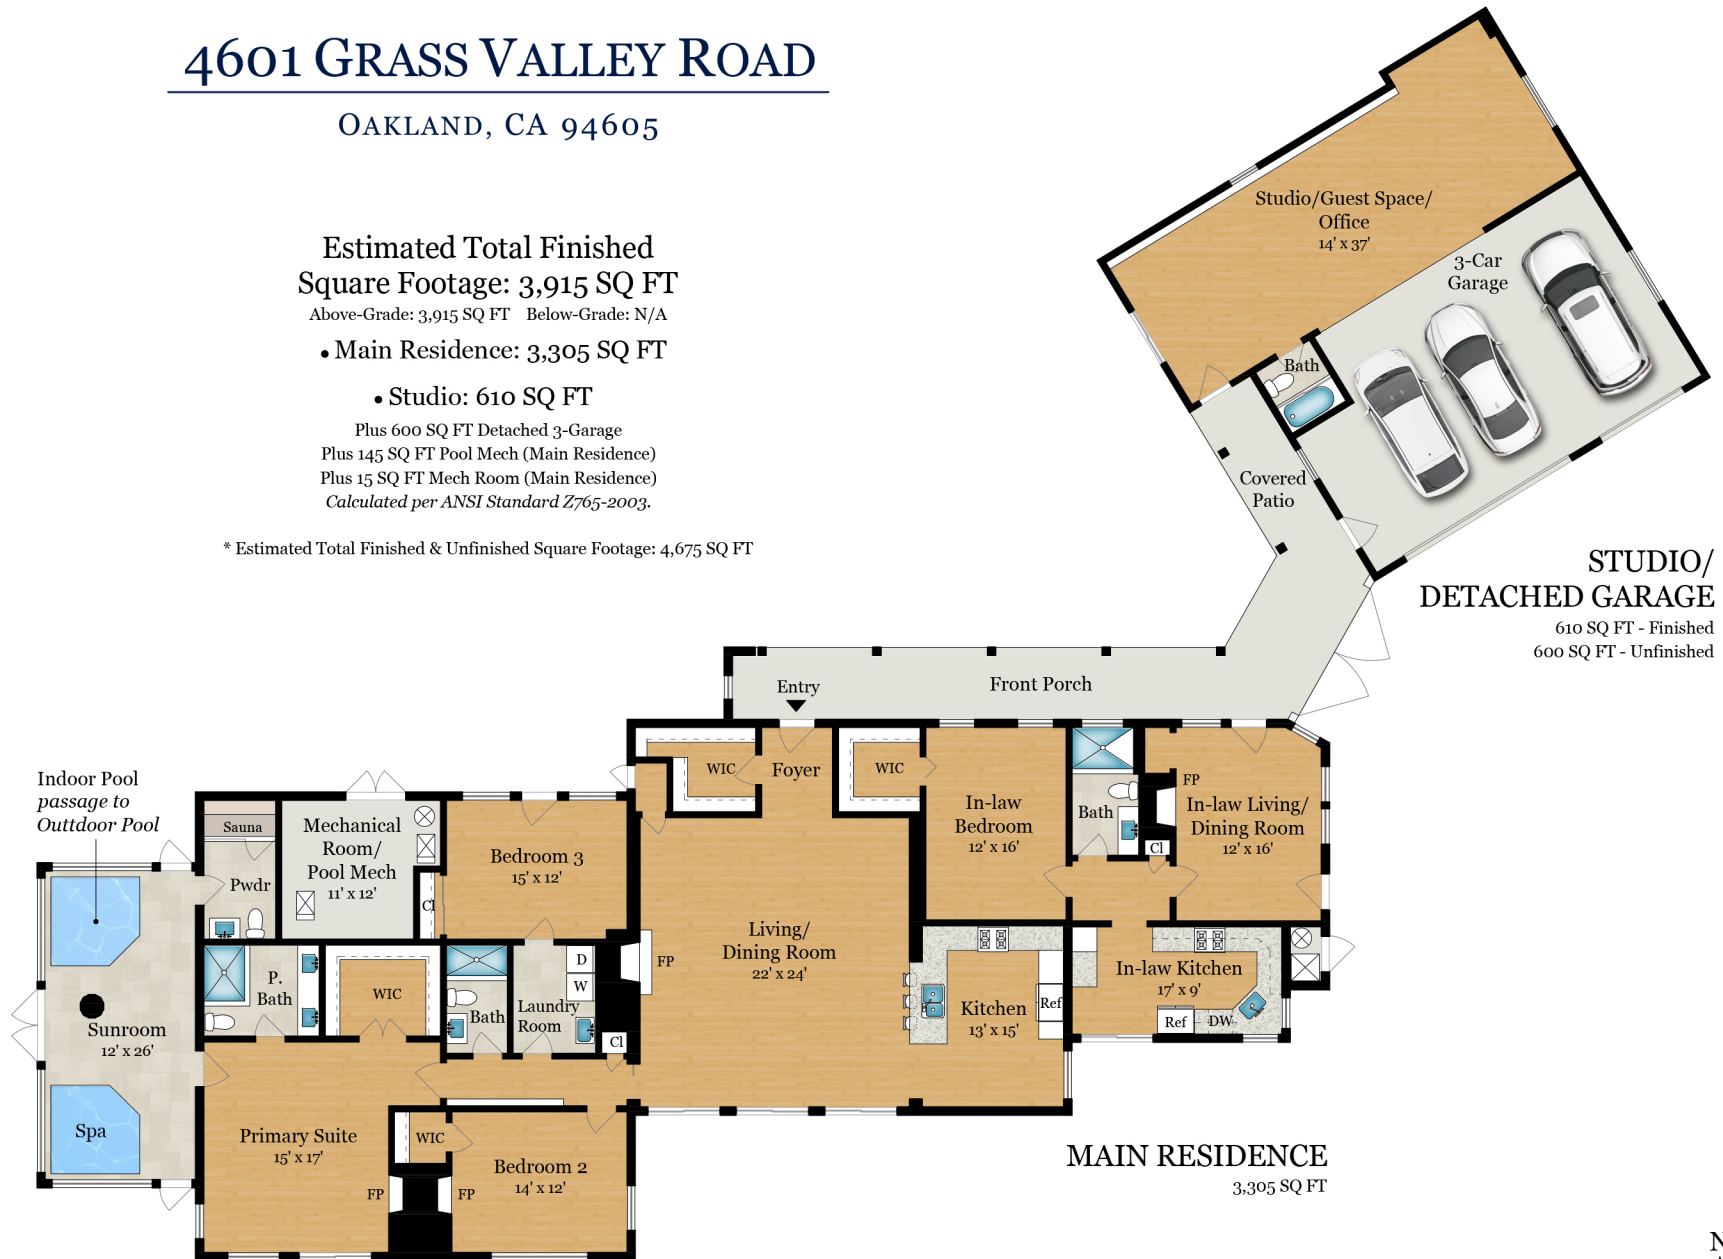 4601 GRASS VALLEY ROAD
OAKLAND, CA 94605
Estimated Total Finished
Square Footage: 3,915 SQ FT
Above-Grade: 3,915 SQ FT Below-Grade: N/A
• Main Residence: 3,305 SQ FT
• Studio: 610 SQ FT
Plus 600 SQ FT Detached 3-Garage
Plus 145 SQ FT Pool Mech (Main Residence)
Plus 15 SQ FT Mech Room (Main Residence)
Calculated per ANSI Standard Z765-2003.
* Estimated Total Finished & Unfinished Square Footage: 4,675 SQ FT
Studio/Guest Space/
Office
14' x 37'
3-Car
Garage
Bath
Covered
Patio
STUDIO/
DETACHED GARAGE
610 SQ FT - Finished
600 SQ FT - Unfinished
Entry
Front Porch
Indoor Pool
passage to
Outtdoor Pool
Sauna
Pwdr
Mechanical
Room/
Pool Mech
11' x 12'
Cl
Bedroom 3
15' x 12'
WIC
Foyer
WIC
In-law
Bedroom
12' x 16'
Bath
FP
In-law Living/
Dining Room
12' x 16'
Cl
Living/
Dining Room
22' x 24'
FP
Kitchen
13' x 15'
Ref
In-law Kitchen
17' x 9'
Ref
DW
Sunroom
12' x 26'
Spa
P.
Bath
WIC
Bath
D
W
Laundry
Room
Cl
Primary Suite
15' x 17'
WIC
FP
FP
Bedroom 2
14' x 12'
MAIN RESIDENCE
3,305 SQ FT
N